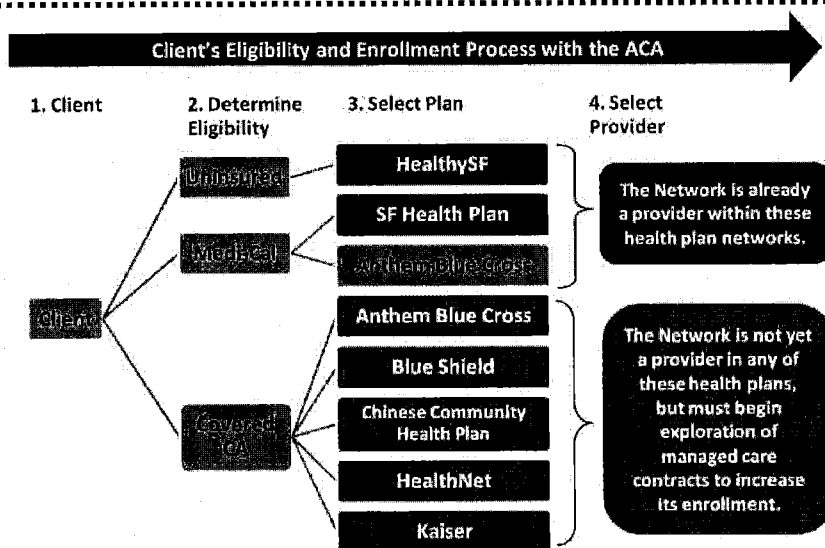 Client's Eligibility and Enrollment Process with the ACA
1. Client
2. Determine
Eligibility
3. Select Plan
4. Select
Provider
Client
Uninsured
Medi-Cal
Covered
CA
HealthySF
SF Health Plan
Anthem Blue Cross
Anthem Blue Cross
Blue Shield
Chinese Community
Health Plan
HealthNet
Kaiser
The Network is already
a provider within these
health plan networks.
The Network is not yet
a provider in any of
these health plans,
but must begin
exploration of
managed care
contracts to increase
its enrollment.